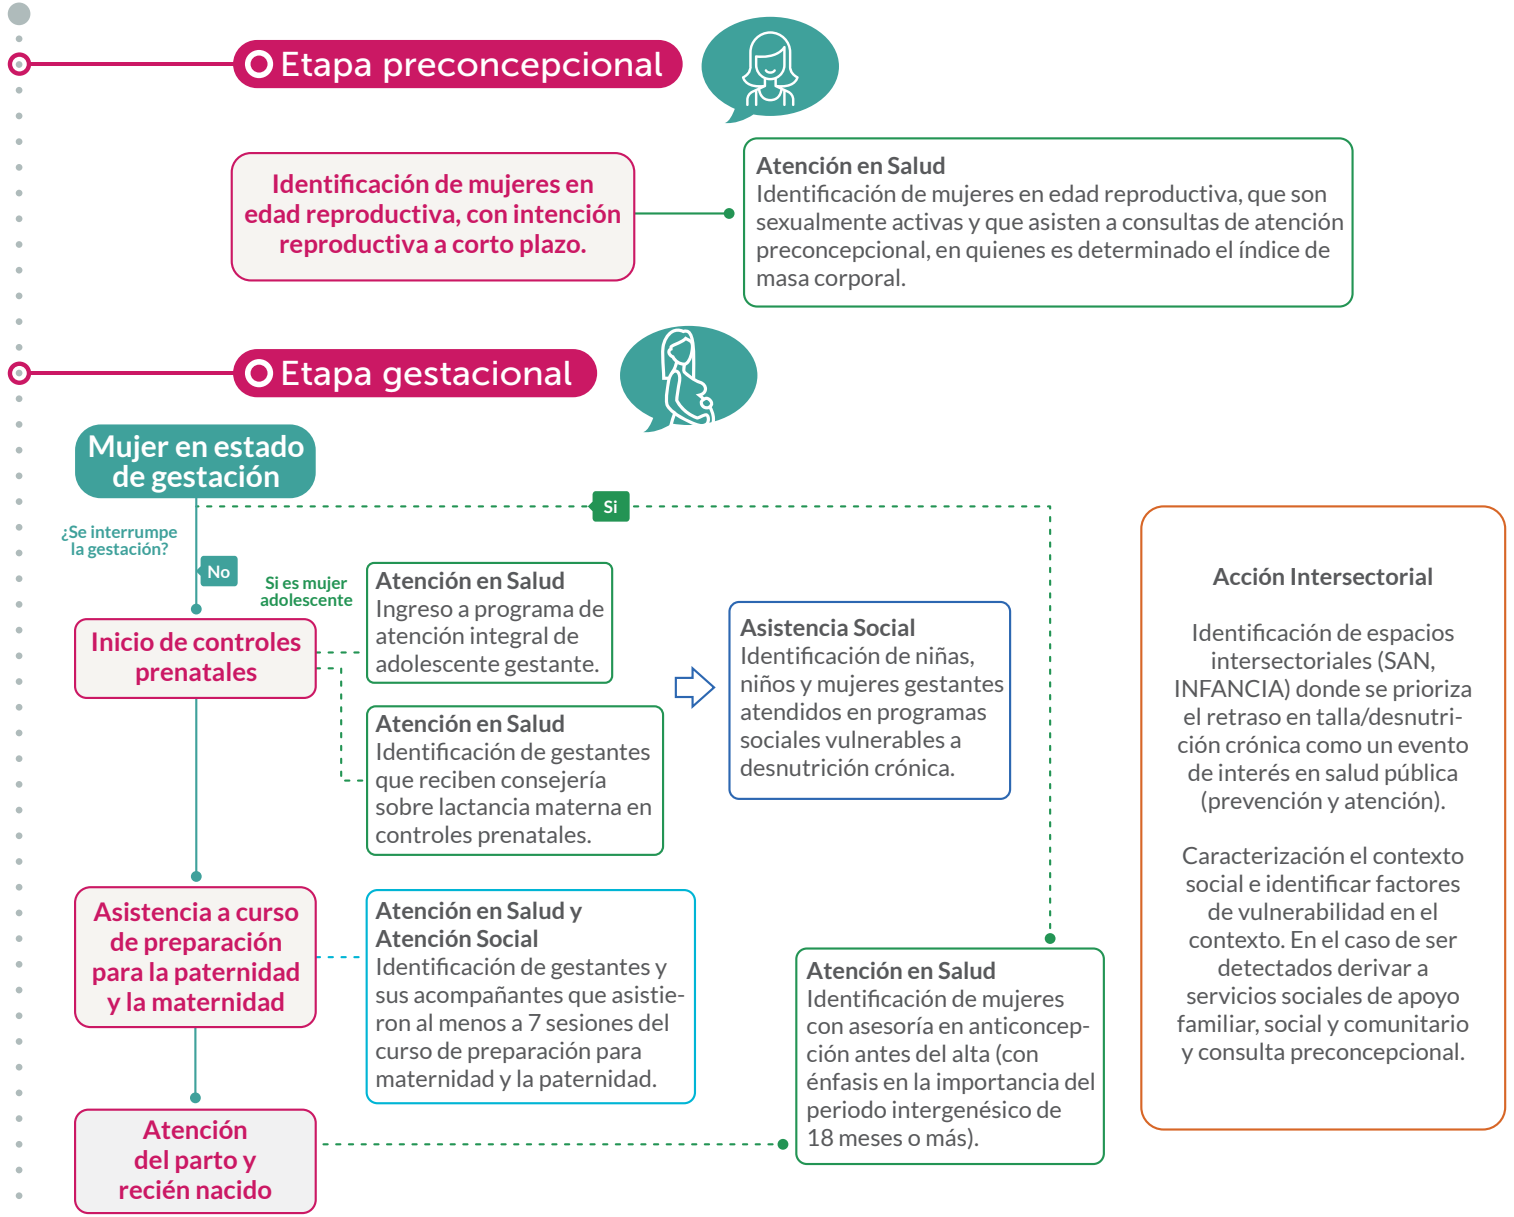 Etapa preconcepcional
Identificación de mujeres en
edad reproductiva, con intención
reproductiva a corto plazo.
Atención en Salud
Identificación de mujeres en edad reproductiva, que son
sexualmente activas y que asisten a consultas de atención
preconcepcional, en quienes es determinado el índice de
masa corporal.
Etapa gestacional
Mujer en estado
de gestación
¿Se interrumpe
la gestación?
Si
No
Si es mujer
adolescente
Inicio de controles
prenatales
Atención en Salud
Ingreso a programa de
atención integral de
adolescente gestante.
Atención en Salud
Identificación de gestantes
que reciben consejería
sobre lactancia materna en
controles prenatales.
Asistencia Social
Identificación de niñas,
niños y mujeres gestantes
atendidos en programas
sociales vulnerables a
desnutrición crónica.
Asistencia a curso
de preparación
para la paternidad
y la maternidad
Atención en Salud y
Atención Social
Identificación de gestantes y
sus acompañantes que asistie-
ron al menos a 7 sesiones del
curso de preparación para
maternidad y la paternidad.
Atención
del parto y
recién nacido
Atención en Salud
Identificación de mujeres
con asesoría en anticoncep-
ción antes del alta (con
énfasis en la importancia del
periodo intergenésico de
18 meses o más).
Acción Intersectorial
Identificación de espacios
intersectoriales (SAN,
INFANCIA) donde se prioriza
el retraso en talla/desnutri-
ción crónica como un evento
de interés en salud pública
(prevención y atención).
Caracterización el contexto
social e identificar factores
de vulnerabilidad en el
contexto. En el caso de ser
detectados derivar a
servicios sociales de apoyo
familiar, social y comunitario
y consulta preconcepcional.